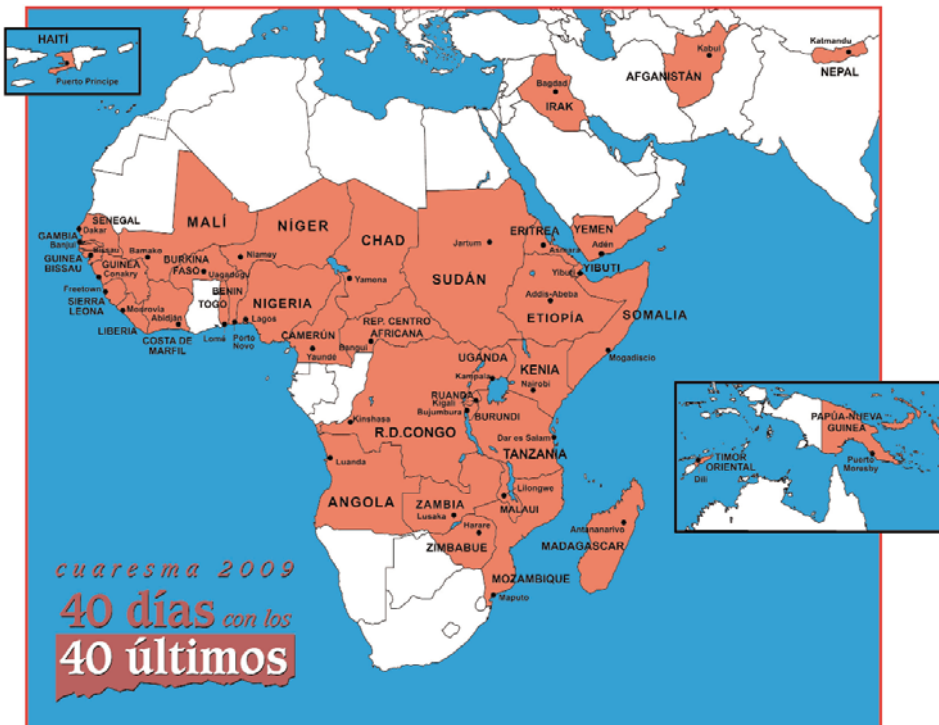 HAITÍ
Puerto Príncipe
Katmandu
NEPAL
Kabul
AFGANISTÁN
Bagdad
IRAK
SENEGAL
Dakar
GAMBIA
Banjul
MALÍ
NÍGER
CHAD
SUDÁN
Jartum
ERITREA
Asmara
YEMEN
Adén
YIBUTI
Yibuti
Bissau
GUINEA
BISSAU
GUINEA
Conakry
Bamako
BURKINA
FASO
Uagadugu
Niamey
Yamena
Addis-Abeba
ETIOPÍA
SOMALIA
Mogadiscio
Freetown
SIERRA
LEONA
Monrovia
LIBERIA
Abidján
COSTA DE
MARFIL
TOGO
Lomé
BENIN
Porto
Novo
NIGERIA
Lagos
CAMERÚN
Yaundé
REP. CENTRO
AFRICANA
Bangui
UGANDA
Kampala
KENIA
Nairobi
RUANDA
Kigali
Bujumbura
BURUNDI
Kinshasa
R.D.CONGO
Dar es Salam
TANZANIA
Luanda
ANGOLA
ZAMBIA
Lusaka
Lilongwe
MALAUI
Harare
ZIMBABUE
Antananarivo
MADAGASCAR
MOZAMBIQUE
Maputo
PAPÚA-NUEVA
GUINEA
Puerto
Moresby
TIMOR
ORIENTAL
Dili
cuaresma 2009
40 días con los
40 últimos